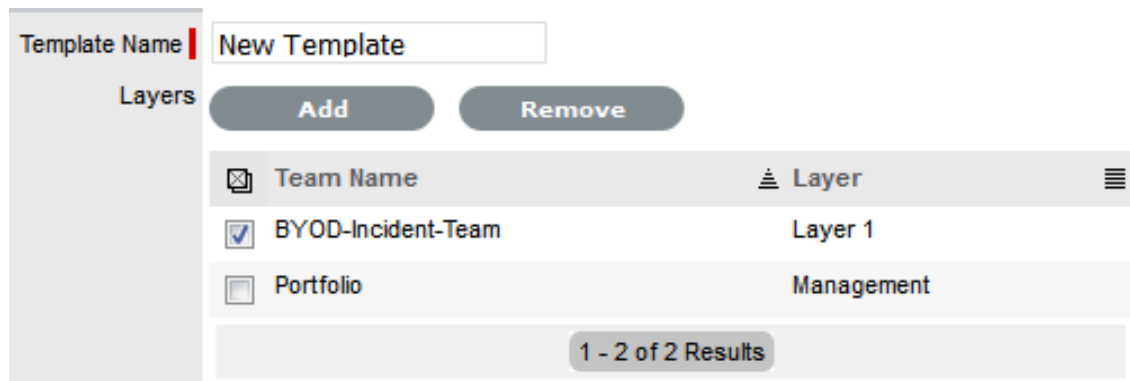 Template Name New Template
Layers Add Remove
Team Name Layer
BYOD-Incident-Team Layer 1
Portfolio Management
1 - 2 of 2 Results